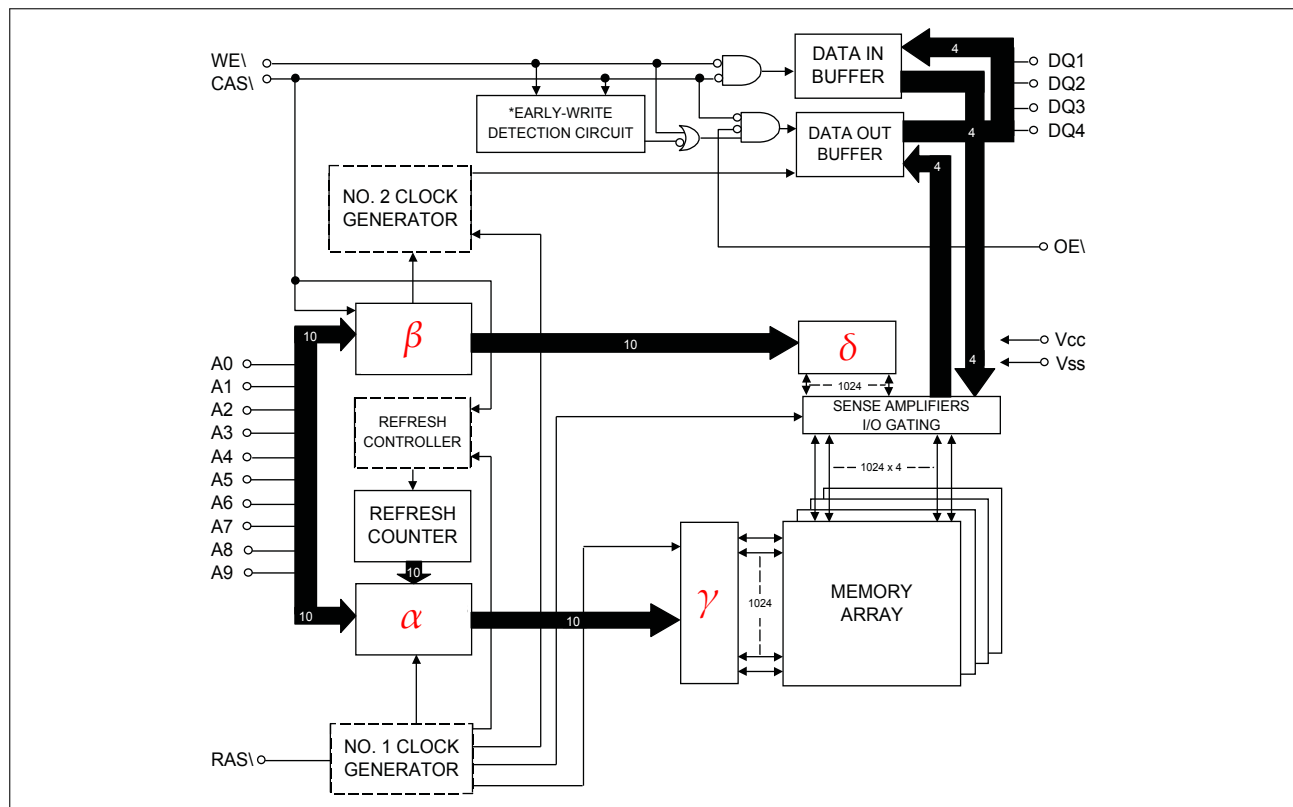 WE\
CAS\
*EARLY-WRITE
DETECTION CIRCUIT
DATA IN
BUFFER
DATA OUT
BUFFER
4
4
4
4
DQ1
DQ2
DQ3
DQ4
NO. 2 CLOCK
GENERATOR
OE\
β
10
10
δ
1024
Vcc
Vss
SENSE AMPLIFIERS
I/O GATING
1024 x 4
A0
A1
A2
A3
A4
A5
A6
A7
A8
A9
REFRESH
CONTROLLER
REFRESH
COUNTER
10
10
α
10
γ
1024
MEMORY
ARRAY
RAS\
NO. 1 CLOCK
GENERATOR